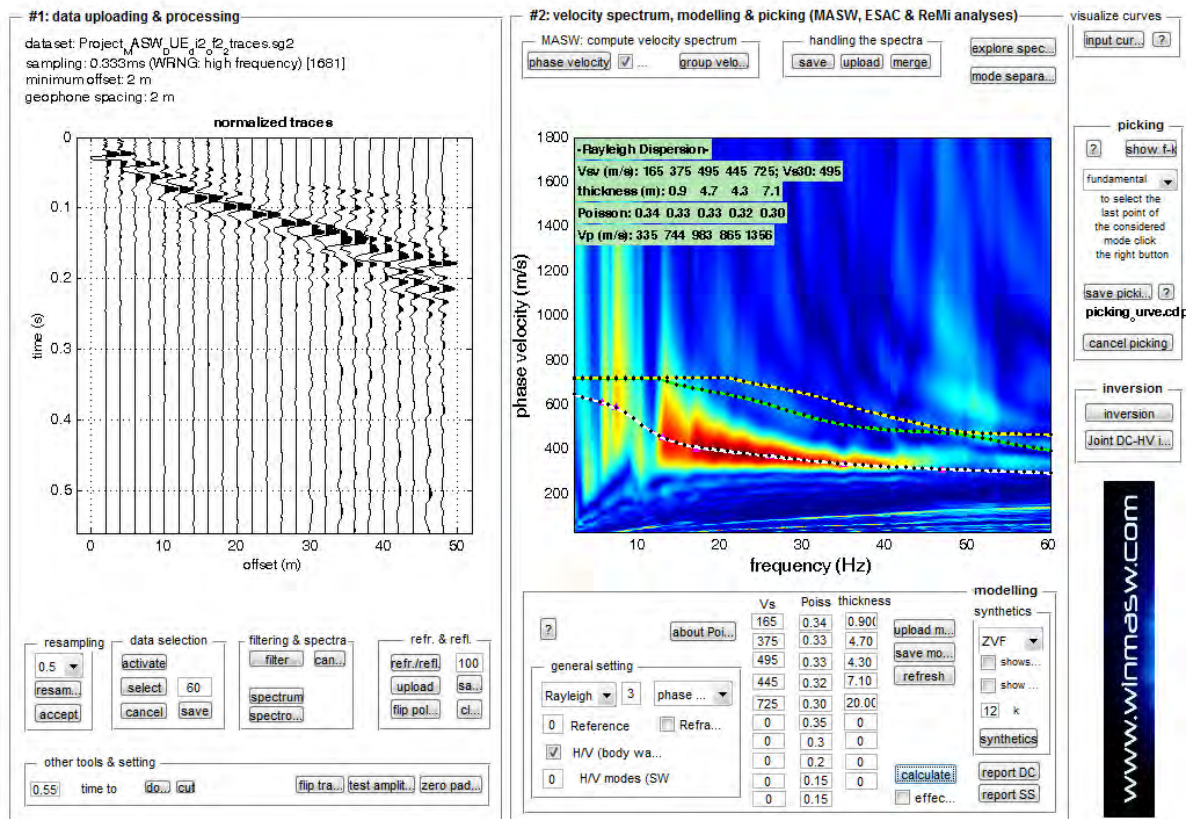 #1: data uploading & processing
dataset: Project_MASW_DUE_di2_of2_traces.sg2
sampling: 0.333ms (WRNG: high frequency) [1681]
minimum offset: 2 m
geophone spacing: 2 m
normalized traces
0
0.1
0.2
0.3
0.4
0.5
time (s)
0 10 20 30 40 50
offset (m)
resampling
0.5
resam...
accept
data selection
activate
select 60
cancel save
filtering & spectra
filter can...
spectrum
spectro...
refr. & refl.
refr./refl. 100
upload sa...
flip pol... cl...
other tools & setting
0.55 time to do... cut flip tra... test amplit... zero pad...
#2: velocity spectrum, modelling & picking (MASW, ESAC & ReMi analyses)
MASW: compute velocity spectrum
phase velocity ... group velo...
handling the spectra
save upload merge
explore spec...
mode separa...
1800
1600
1400
1200
1000
800
600
400
200
phase velocity (m/s)
-Rayleigh Dispersion-
Vsv (m/s): 165 375 495 445 725; Vs30: 495
thickness (m): 0.9 4.7 4.3 7.1
Poisson: 0.34 0.33 0.33 0.32 0.30
Vp (m/s): 335 744 983 865 1356
10 20 30 40 50 60
frequency (Hz)
? about Poi...
general setting
Rayleigh 3 phase ...
0 Reference Refra...
H/V (body wa...
0 H/V modes (SW
Vs Poiss thickness
165 0.34 0.900
375 0.33 4.70
495 0.33 4.30
445 0.32 7.10
725 0.30 20.00
0 0.35 0
0 0.3 0
0 0.2 0
0 0.15 0
0 0.15
upload m...
save mo...
refresh
calculate
effec...
modelling
synthetics
ZVF
shows...
show ...
12 k
synthetics
report DC
report SS
visualize curves
input cur... ?
picking
? show f-k
fundamental
to select the
last point of
the considered
mode click
the right button
save picki... ?
picking_curve.cdp
cancel picking
inversion
inversion
Joint DC-HV i...
www.winmasw.com